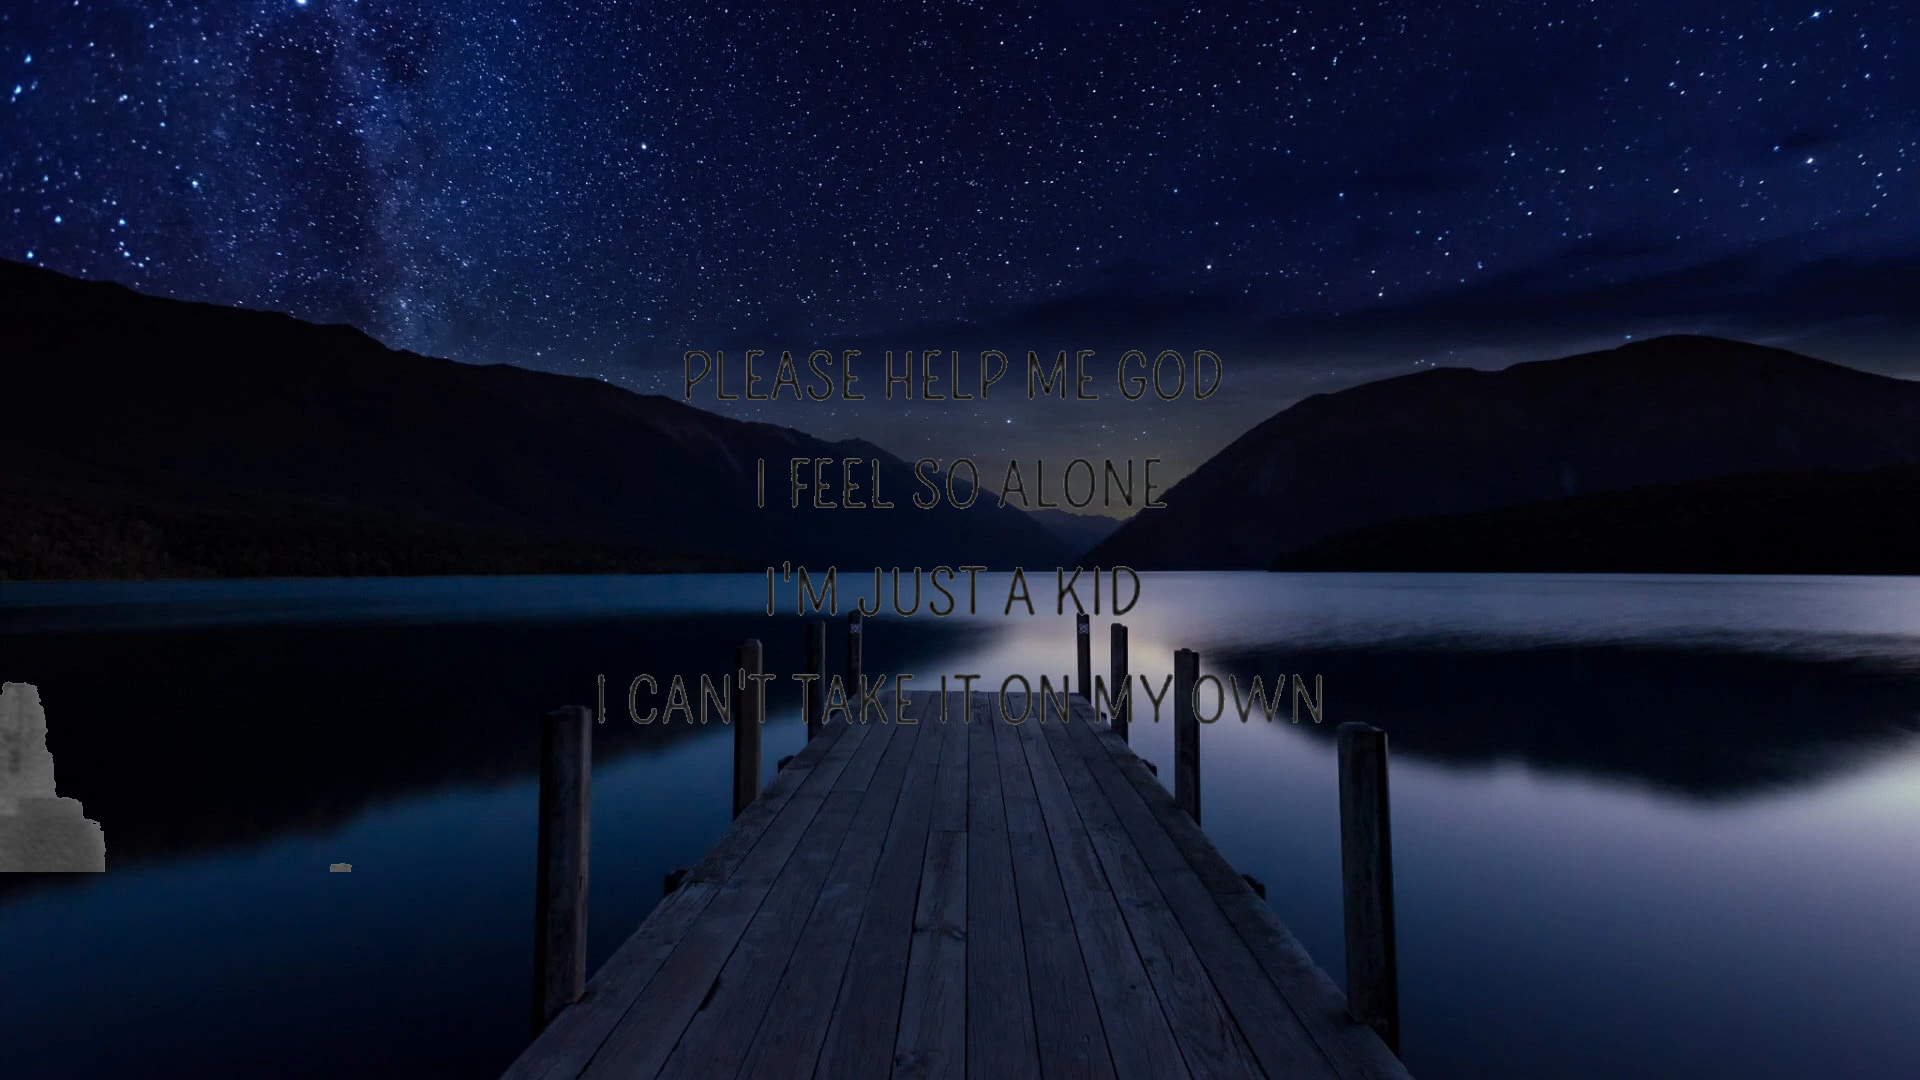 PLEASE HELP ME GOD
I FEEL SO ALONE
I'M JUST A KID
I CAN'T TAKE IT ON MY OWN